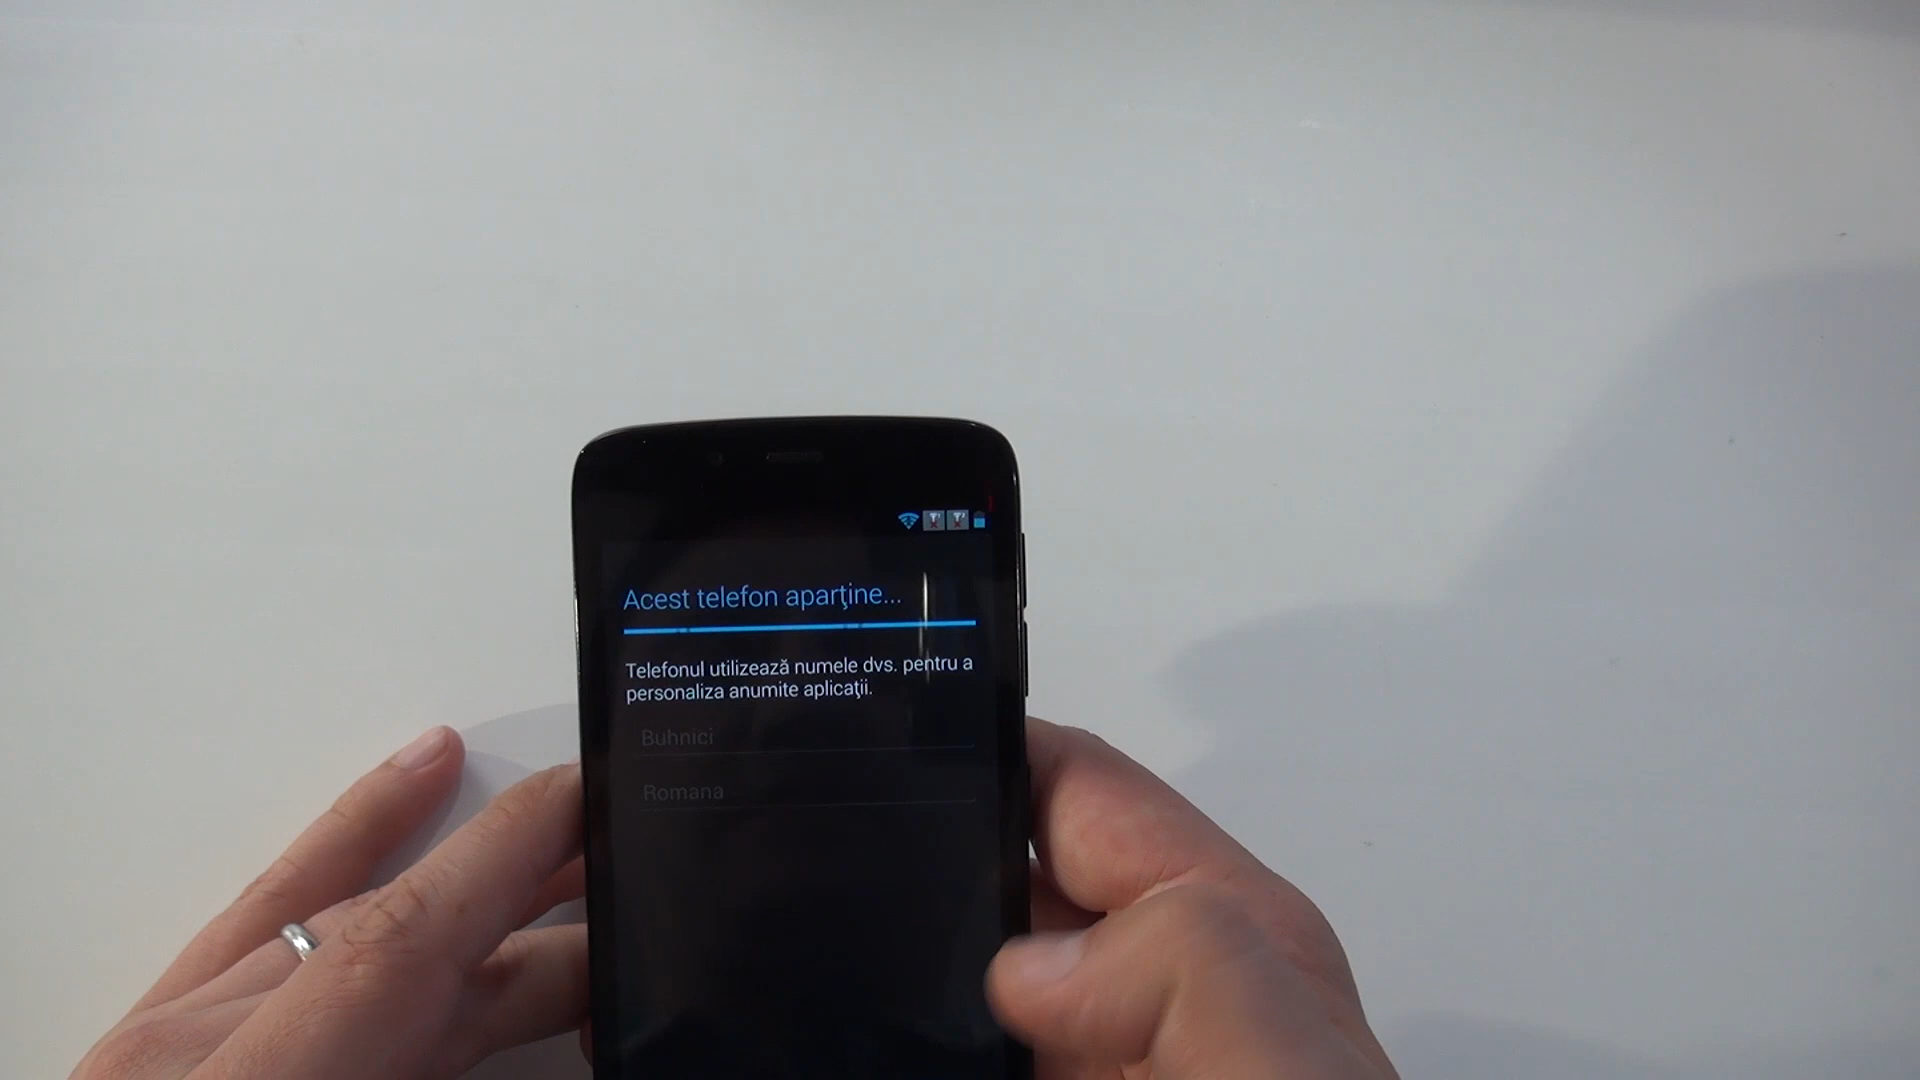 Acest telefon aparţine...
Telefonul utilizează numele dvs. pentru a
personaliza anumite aplicaţii.
Buhnici
Romana